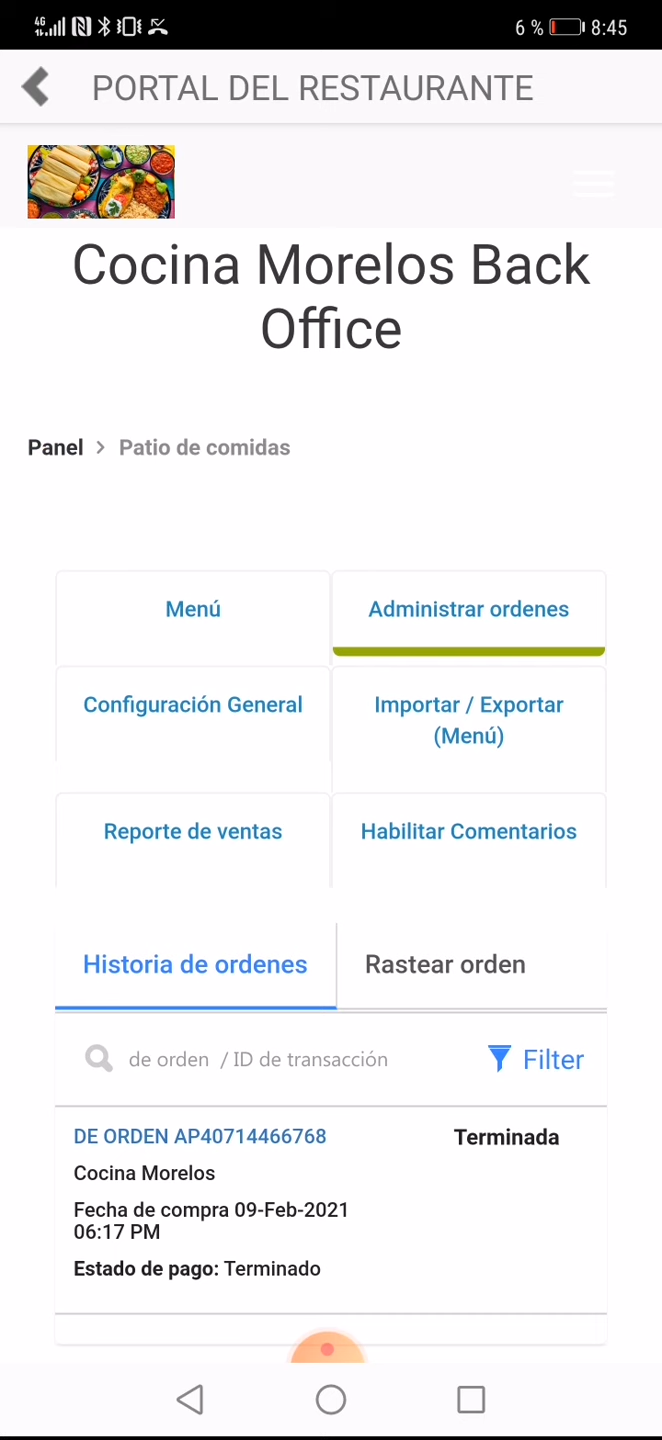 4G
6 % 8:45
PORTAL DEL RESTAURANTE
Cocina Morelos Back
Office
Panel > Patio de comidas
Menú
Administrar ordenes
Configuración General
Importar / Exportar
(Menú)
Reporte de ventas
Habilitar Comentarios
Historia de ordenes
Rastear orden
de orden / ID de transacción
Filter
DE ORDEN AP40714466768
Terminada
Cocina Morelos
Fecha de compra 09-Feb-2021
06:17 PM
Estado de pago: Terminado